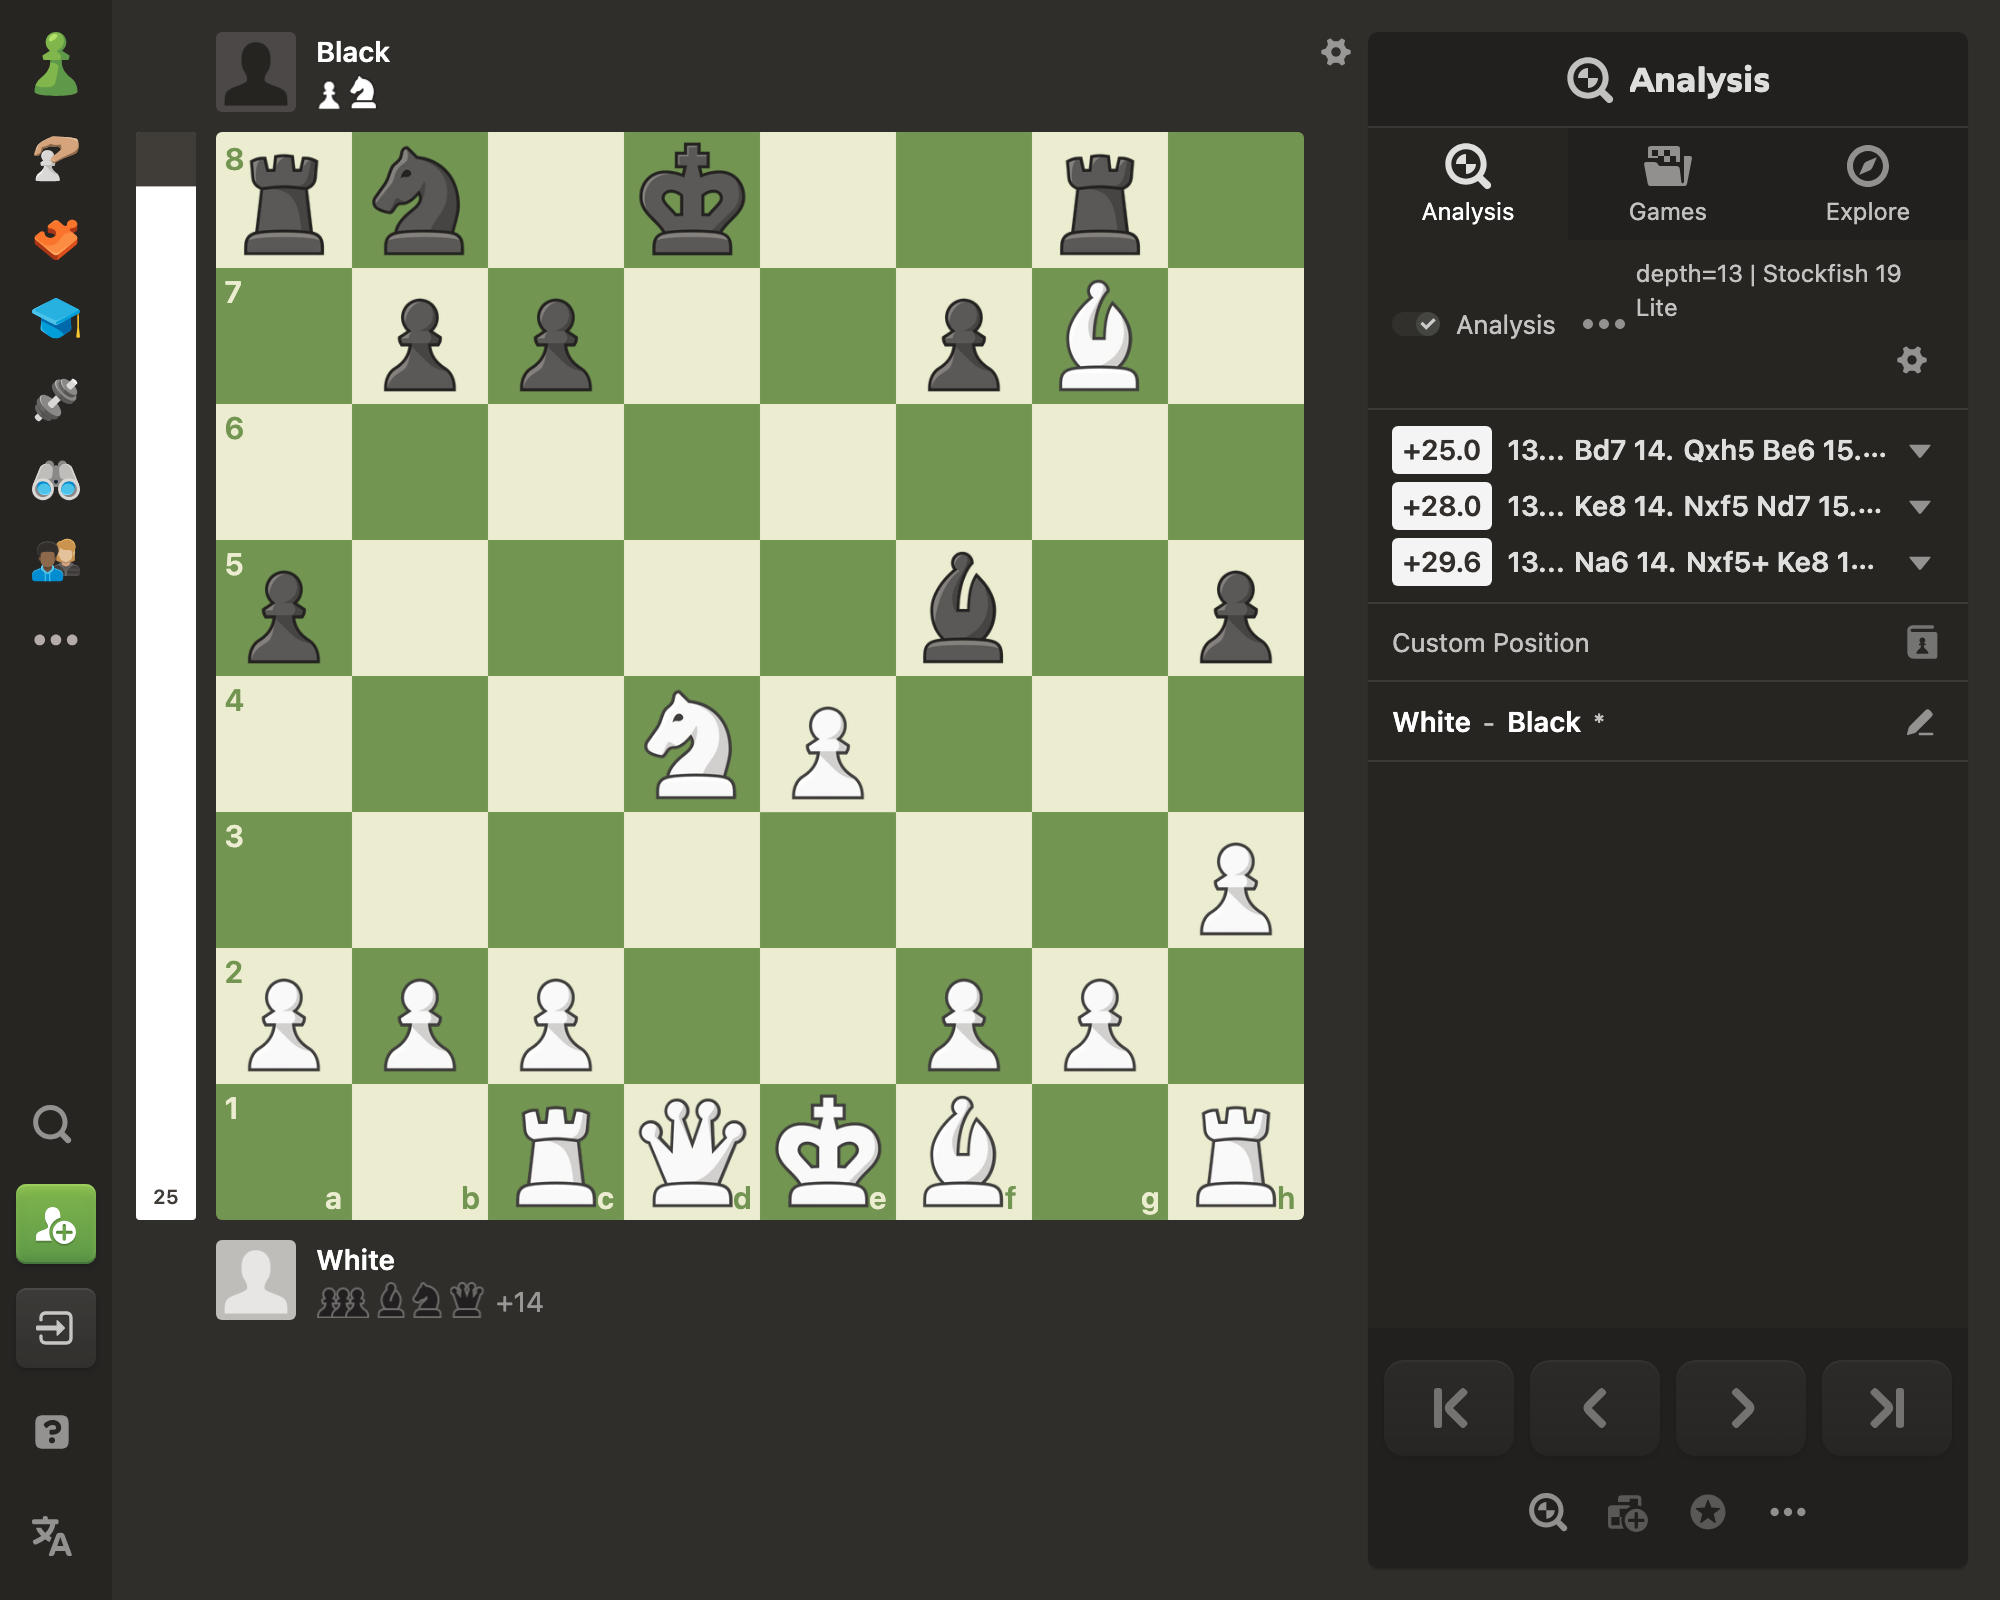 Black
8
7
6
5
4
3
2
1
a b c d e f g h
25
White
+14
Analysis
Analysis Games Explore
depth=13 | Stockfish 19
Lite
Analysis
+25.0 13... Bd7 14. Qxh5 Be6 15....
+28.0 13... Ke8 14. Nxf5 Nd7 15....
+29.6 13... Na6 14. Nxf5+ Ke8 1...
Custom Position
White - Black *